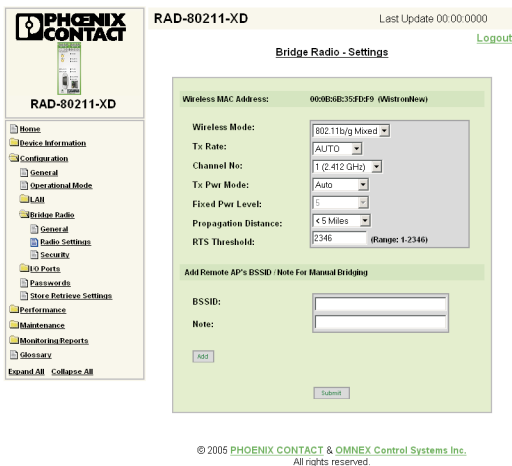 PHŒNIX
CONTACT
RAD-80211-XD
Home
Device Information
Configuration
General
Operational Mode
LAN
Bridge Radio
General
Radio Settings
Security
I/O Ports
Passwords
Store Retrieve Settings
Performance
Maintenance
Monitoring/Reports
Glossary
Expand All Collapse All
RAD-80211-XD Last Update 00:00:0000
Logout
Bridge Radio - Settings
Wireless MAC Address: 00:0B:6B:35:FD:F9 (WistronNew)
Wireless Mode: 802.11b/g Mixed
Tx Rate: AUTO
Channel No: 1 (2.412 GHz)
Tx Pwr Mode: Auto
Fixed Pwr Level: 5
Propagation Distance: < 5 Miles
RTS Threshold: 2346 (Range: 1-2346)
Add Remote AP's BSSID / Note For Manual Bridging
BSSID:
Note:
Add
Submit
© 2005 PHOENIX CONTACT & OMNEX Control Systems Inc.
All rights reserved.